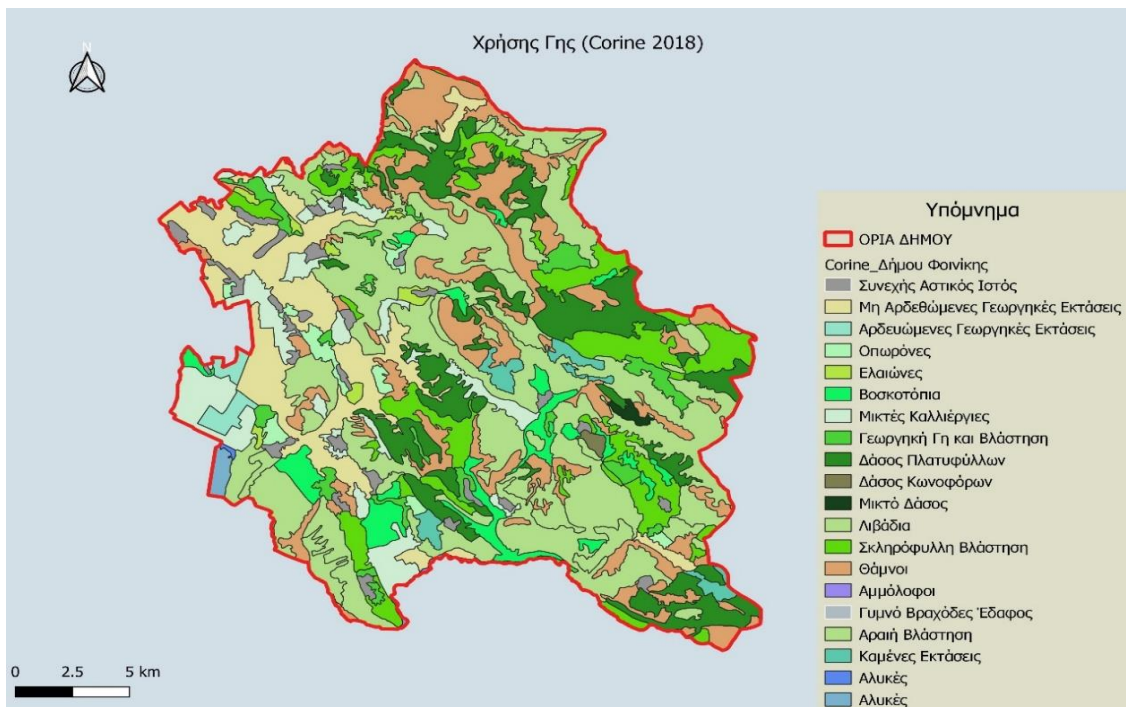 Χρήσης Γης (Corine 2018)
N
Υπόμνημα
ΟΡΙΑ ΔΗΜΟΥ
Corine_Δήμου Φοινίκης
Συνεχής Αστικός Ιστός
Μη Αρδεθώμενες Γεωργηκές Εκτάσεις
Αρδευώμενες Γεωργηκές Εκτάσεις
Οπωρόνες
Ελαιώνες
Βοσκοτόπια
Μικτές Καλλιέργιες
Γεωργηκή Γη και Βλάστηση
Δάσος Πλατυφύλλων
Δάσος Κωνοφόρων
Μικτό Δάσος
Λιβάδια
Σκληρόφυλλη Βλάστηση
Θάμνοι
Αμμόλοφοι
Γυμνό Βραχόδες Έδαφος
Αραιή Βλάστηση
Καμένες Εκτάσεις
Αλυκές
Αλυκές
0 2.5 5 km